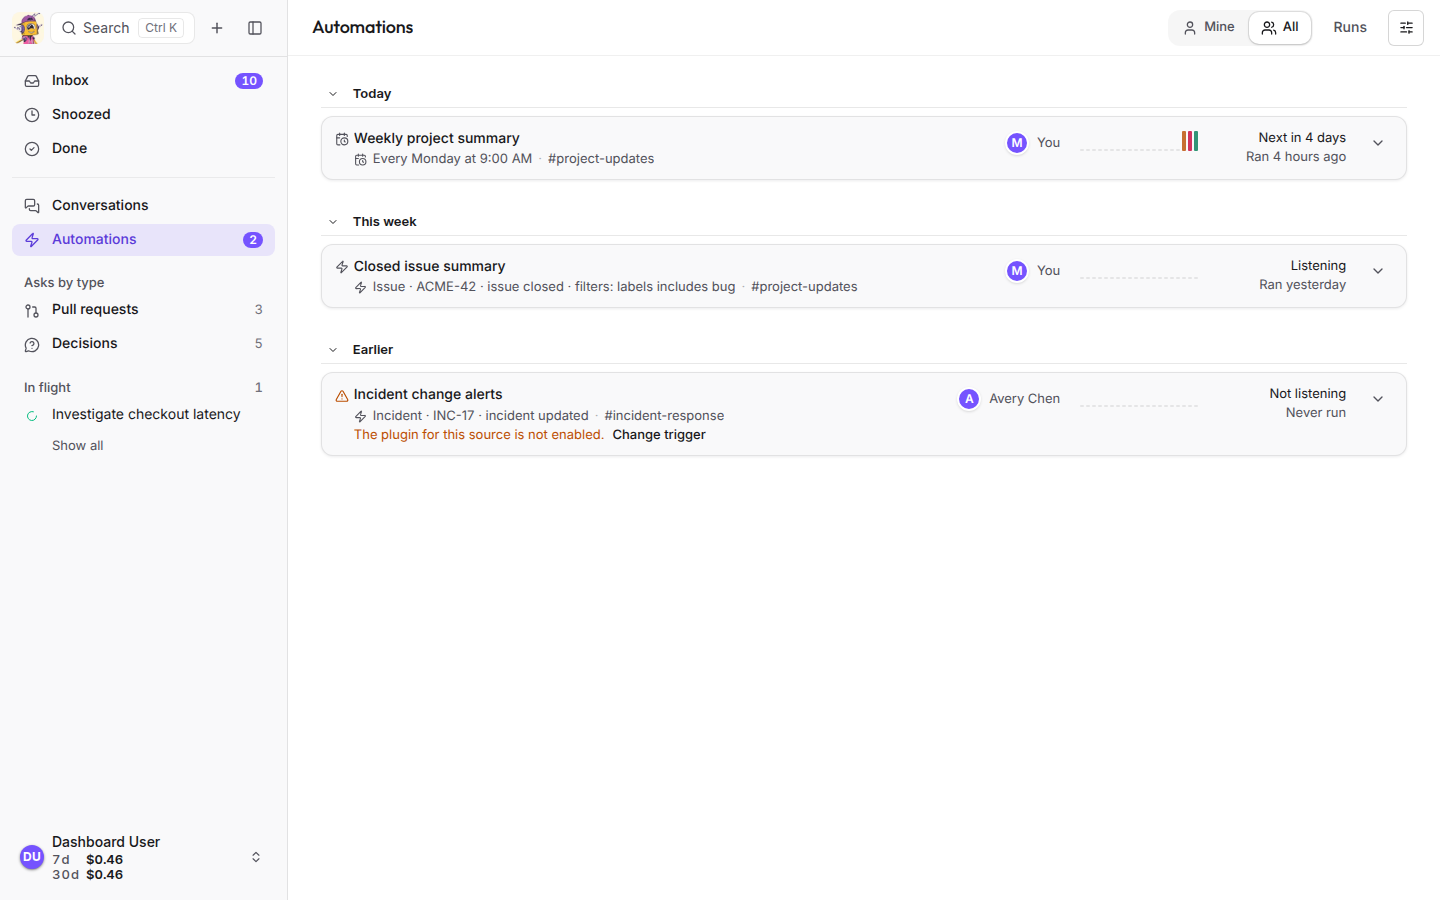 Search Ctrl K
Inbox 10
Snoozed
Done
Conversations
Automations 2
Asks by type
Pull requests 3
Decisions 5
In flight 1
Investigate checkout latency
Show all
DU Dashboard User
7d $0.46
30d $0.46
Automations
Mine All Runs
Today
Weekly project summary
Every Monday at 9:00 AM · #project-updates
M You
Next in 4 days
Ran 4 hours ago
This week
Closed issue summary
Issue · ACME-42 · issue closed · filters: labels includes bug · #project-updates
M You
Listening
Ran yesterday
Earlier
Incident change alerts
Incident · INC-17 · incident updated · #incident-response
The plugin for this source is not enabled. Change trigger
A Avery Chen
Not listening
Never run